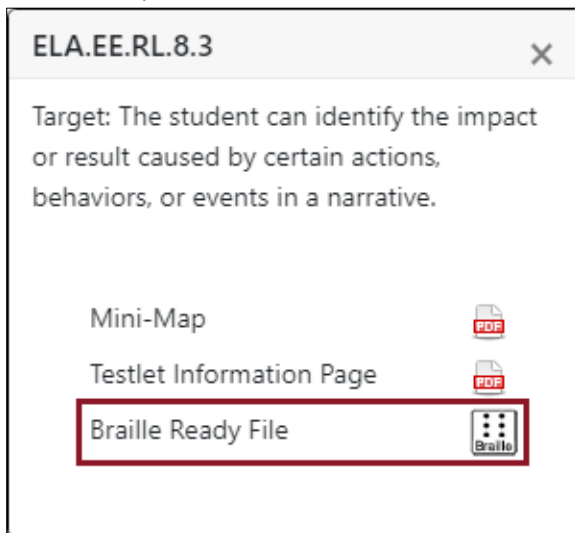 ELA.EE.RL.8.3
Target: The student can identify the impact
or result caused by certain actions,
behaviors, or events in a narrative.
Mini-Map PDF
Testlet Information Page PDF
Braille Ready File Braille